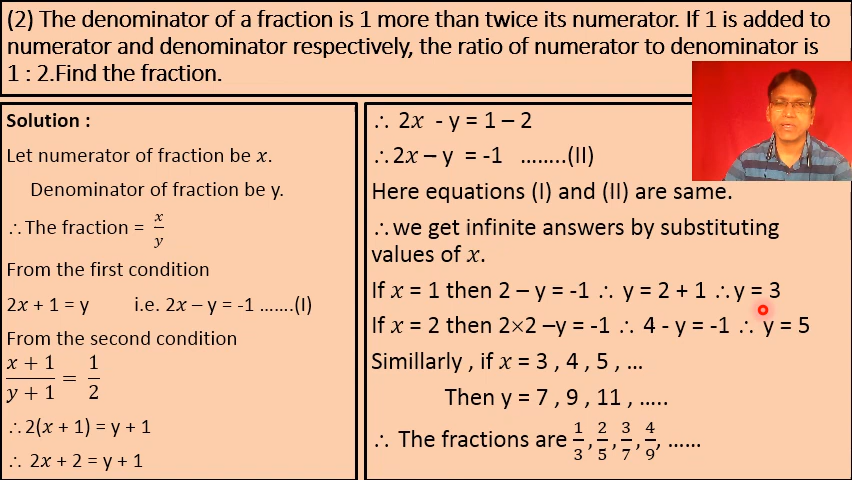 (2) The denominator of a fraction is 1 more than twice its numerator. If 1 is added to
numerator and denominator respectively, the ratio of numerator to denominator is
1 : 2.Find the fraction.
Solution :
Let numerator of fraction be x.
Denominator of fraction be y.
∴The fraction = x/y
From the first condition
2x + 1 = y i.e. 2x – y = -1 …….(I)
From the second condition
(x + 1)/(y + 1) = 1/2
∴2(x + 1) = y + 1
∴ 2x + 2 = y + 1
∴ 2x - y = 1 – 2
∴2x – y = -1 ……..(II)
Here equations (I) and (II) are same.
∴we get infinite answers by substituting
values of x.
If x = 1 then 2 – y = -1 ∴ y = 2 + 1 ∴y = 3
If x = 2 then 2×2 –y = -1 ∴ 4 - y = -1 ∴ y = 5
Simillarly , if x = 3 , 4 , 5 , …
Then y = 7 , 9 , 11 , …..
∴ The fractions are 1/3, 2/5, 3/7, 4/9, ……